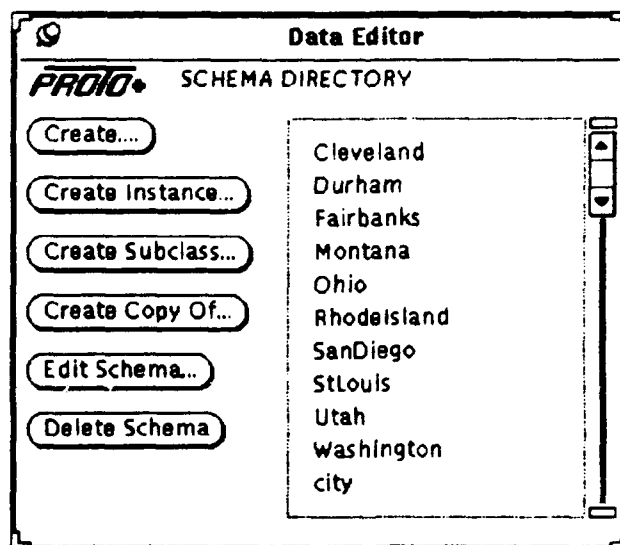 Data Editor
PROTO+ SCHEMA DIRECTORY
Create....
Create Instance...
Create Subclass...
Create Copy Of...
Edit Schema...
Delete Schema
Cleveland
Durham
Fairbanks
Montana
Ohio
RhodeIsland
SanDiego
StLouis
Utah
Washington
city